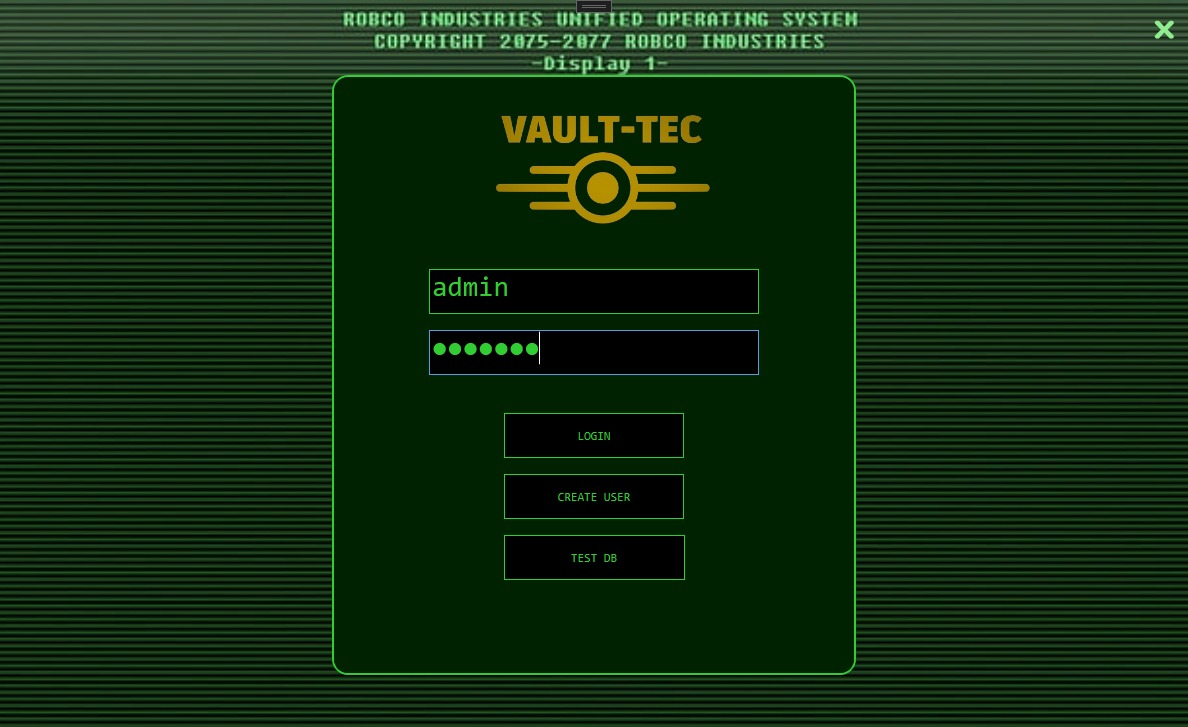 ROBCO INDUSTRIES UNIFIED OPERATING SYSTEM
COPYRIGHT 2075-2077 ROBCO INDUSTRIES
-Display 1-
VAULT-TEC
admin
●●●●●●●
LOGIN
CREATE USER
TEST DB